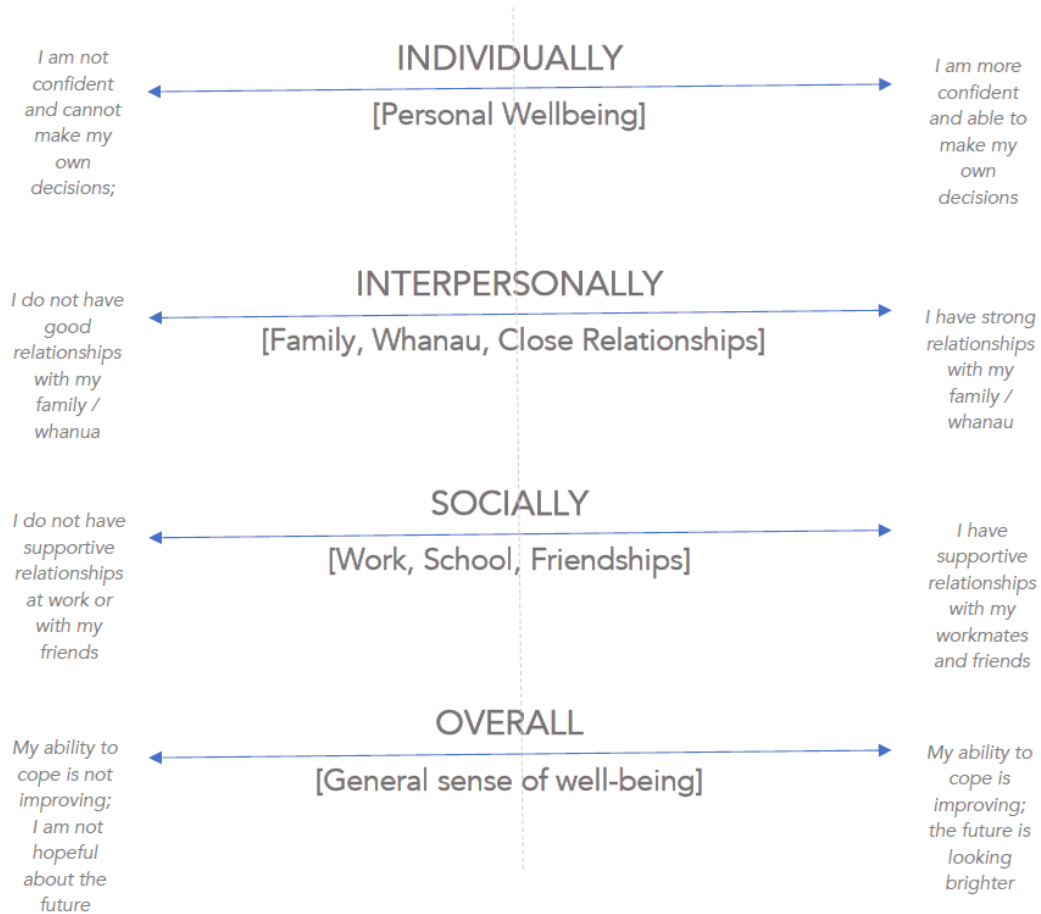 INDIVIDUALLY
[Personal Wellbeing]
I am not
confident
and cannot
make my
own
decisions;
I am more
confident
and able to
make my
own
decisions
INTERPERSONALLY
[Family, Whanau, Close Relationships]
I do not have
good
relationships
with my
family /
whanua
I have strong
relationships
with my
family /
whanau
SOCIALLY
[Work, School, Friendships]
I do not have
supportive
relationships
at work or
with my
friends
I have
supportive
relationships
with my
workmates
and friends
OVERALL
[General sense of well-being]
My ability to
cope is not
improving;
I am not
hopeful
about the
future
My ability to
cope is
improving;
the future is
looking
brighter